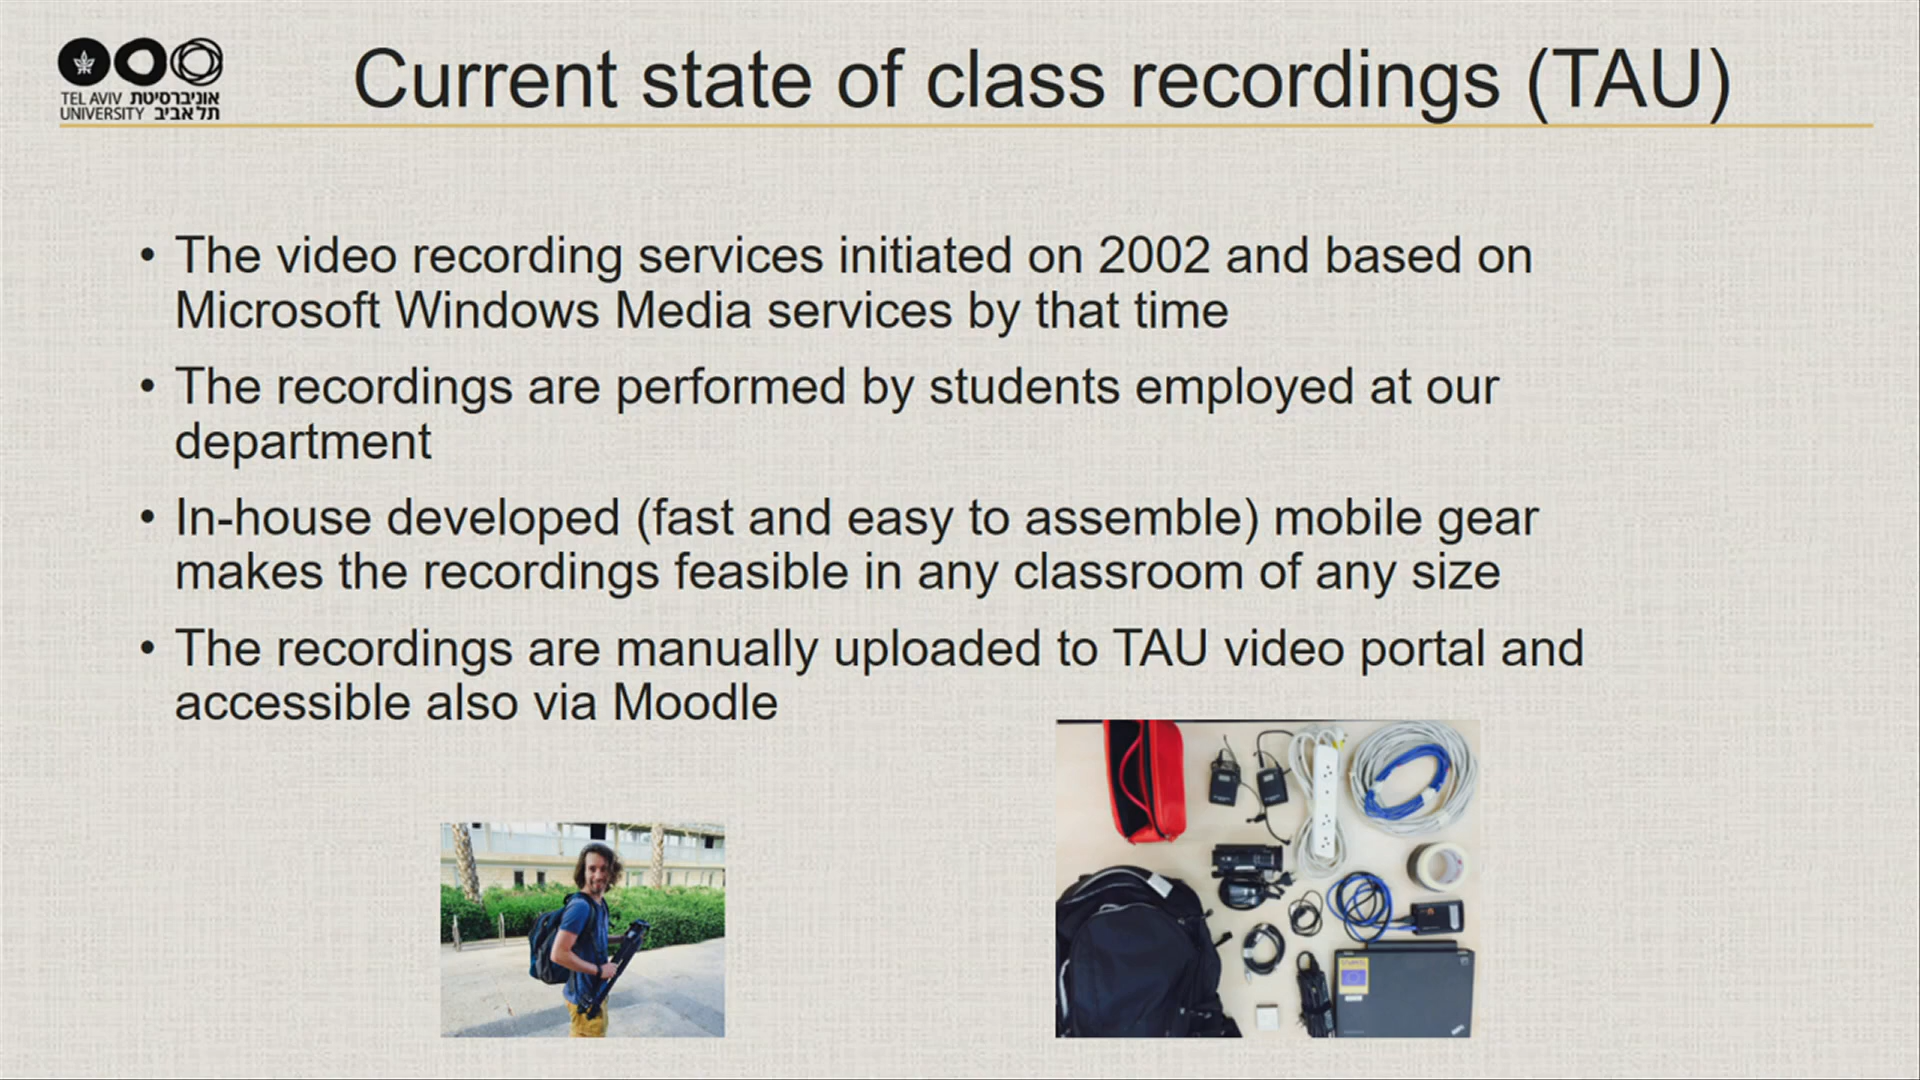 Current state of class recordings (TAU)
TEL AVIV אוניברסיטת
UNIVERSITY תל אביב
• The video recording services initiated on 2002 and based on
Microsoft Windows Media services by that time
• The recordings are performed by students employed at our
department
• In-house developed (fast and easy to assemble) mobile gear
makes the recordings feasible in any classroom of any size
• The recordings are manually uploaded to TAU video portal and
accessible also via Moodle